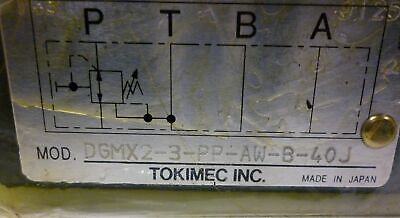 P T B A
MOD. DGMX2-3-PP-AW-B-40J
TOKIMEC INC. MADE IN JAPAN